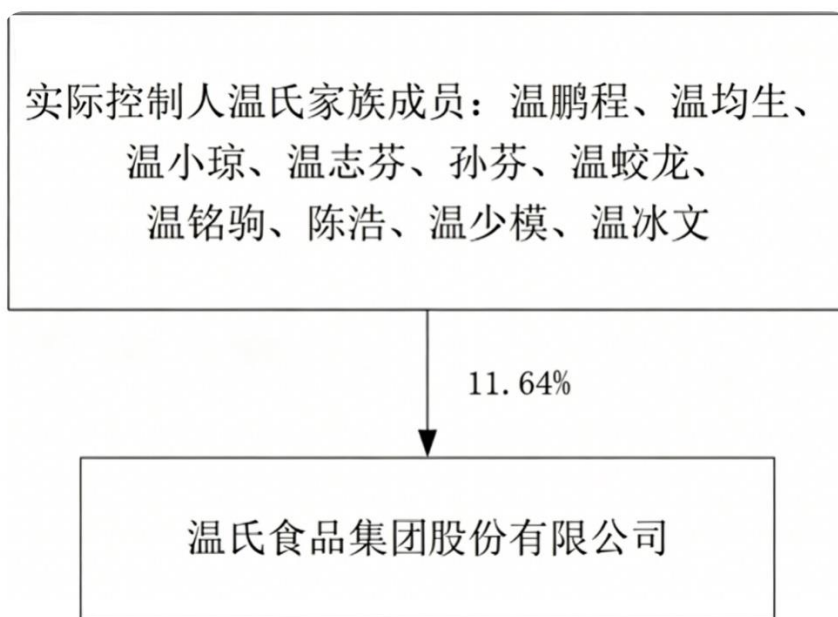 实际控制人温氏家族成员：温鹏程、温均生、
温小琼、温志芬、孙芬、温蛟龙、
温铭驹、陈浩、温少模、温冰文
11.64%
温氏食品集团股份有限公司